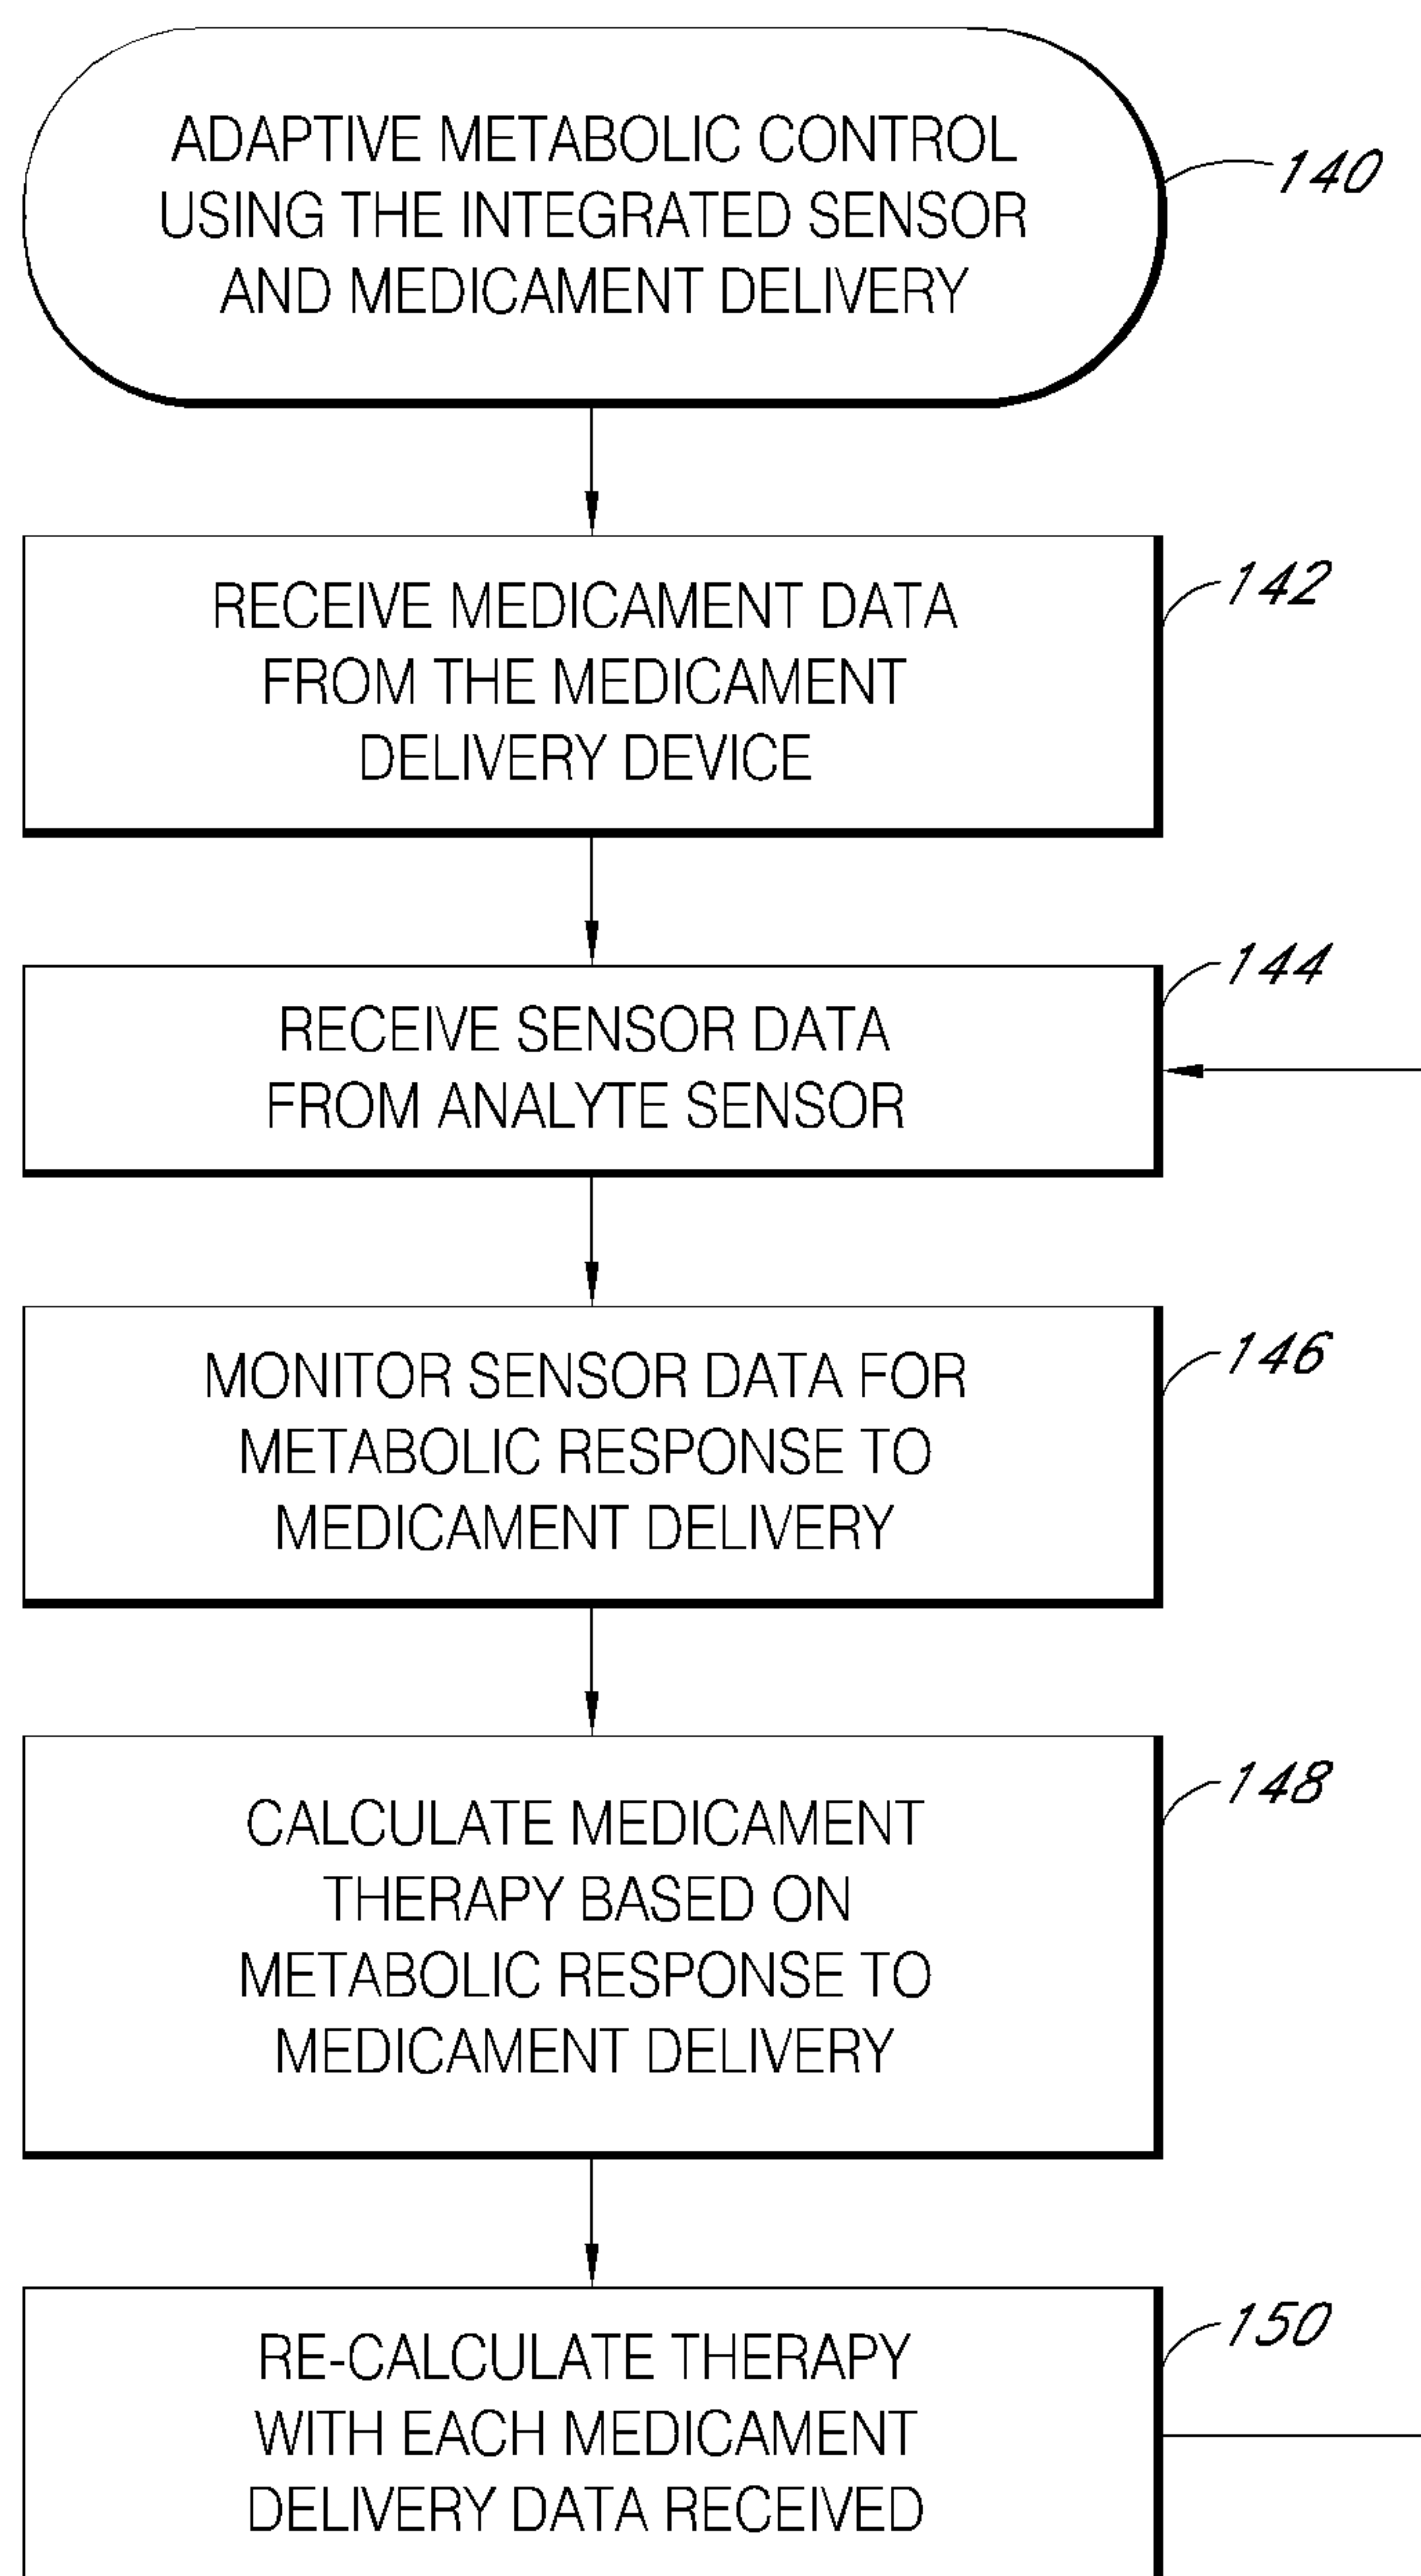 ADAPTIVE METABOLIC CONTROL
USING THE INTEGRATED SENSOR
AND MEDICAMENT DELIVERY
140
RECEIVE MEDICAMENT DATA
FROM THE MEDICAMENT
DELIVERY DEVICE
142
RECEIVE SENSOR DATA
FROM ANALYTE SENSOR
144
MONITOR SENSOR DATA FOR
METABOLIC RESPONSE TO
MEDICAMENT DELIVERY
146
CALCULATE MEDICAMENT
THERAPY BASED ON
METABOLIC RESPONSE TO
MEDICAMENT DELIVERY
148
RE-CALCULATE THERAPY
WITH EACH MEDICAMENT
DELIVERY DATA RECEIVED
150